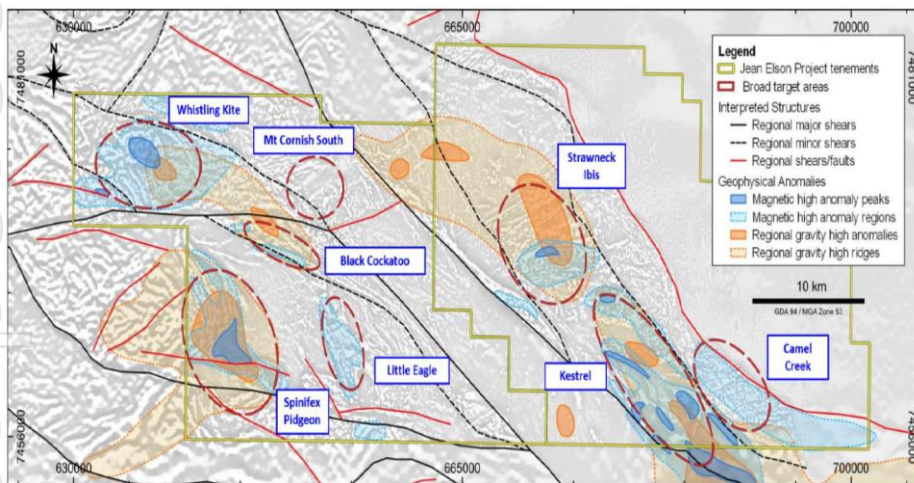 630000
665000
700000
N
7481000
7481000
Whistling Kite
Mt Cornish South
Strawneck
Ibis
Black Cockatoo
Little Eagle
Spinifex
Pidgeon
Kestrel
Camel
Creek
Legend
Jean Elson Project tenements
Broad target areas
Interpreted Structures
Regional major shears
Regional minor shears
Regional shears/faults
Geophysical Anomalies
Magnetic high anomaly peaks
Magnetic high anomaly regions
Regional gravity high anomalies
Regional gravity high ridges
10 km
GDA 94 / MGA Zone 53
7456000
630000
665000
700000